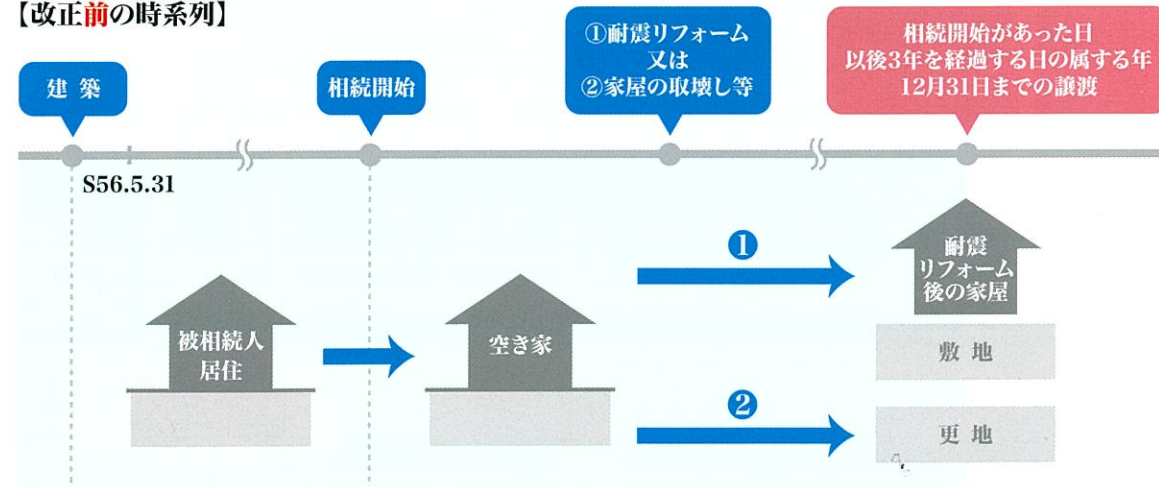 【改正前の時系列】
建 築
相続開始
①耐震リフォーム
又は
②家屋の取壊し等
相続開始があった日
以後3年を経過する日の属する年
12月31日までの譲渡
S56.5.31
被相続人
居住
空き家
❶
耐震
リフォーム
後の家屋
敷 地
❷
更 地